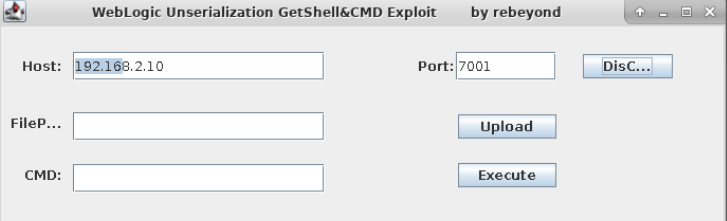 WebLogic Unserialization GetShell&CMD Exploit by rebeyond
Host: 192.168.2.10 Port: 7001 DisC...
FileP... Upload
CMD: Execute